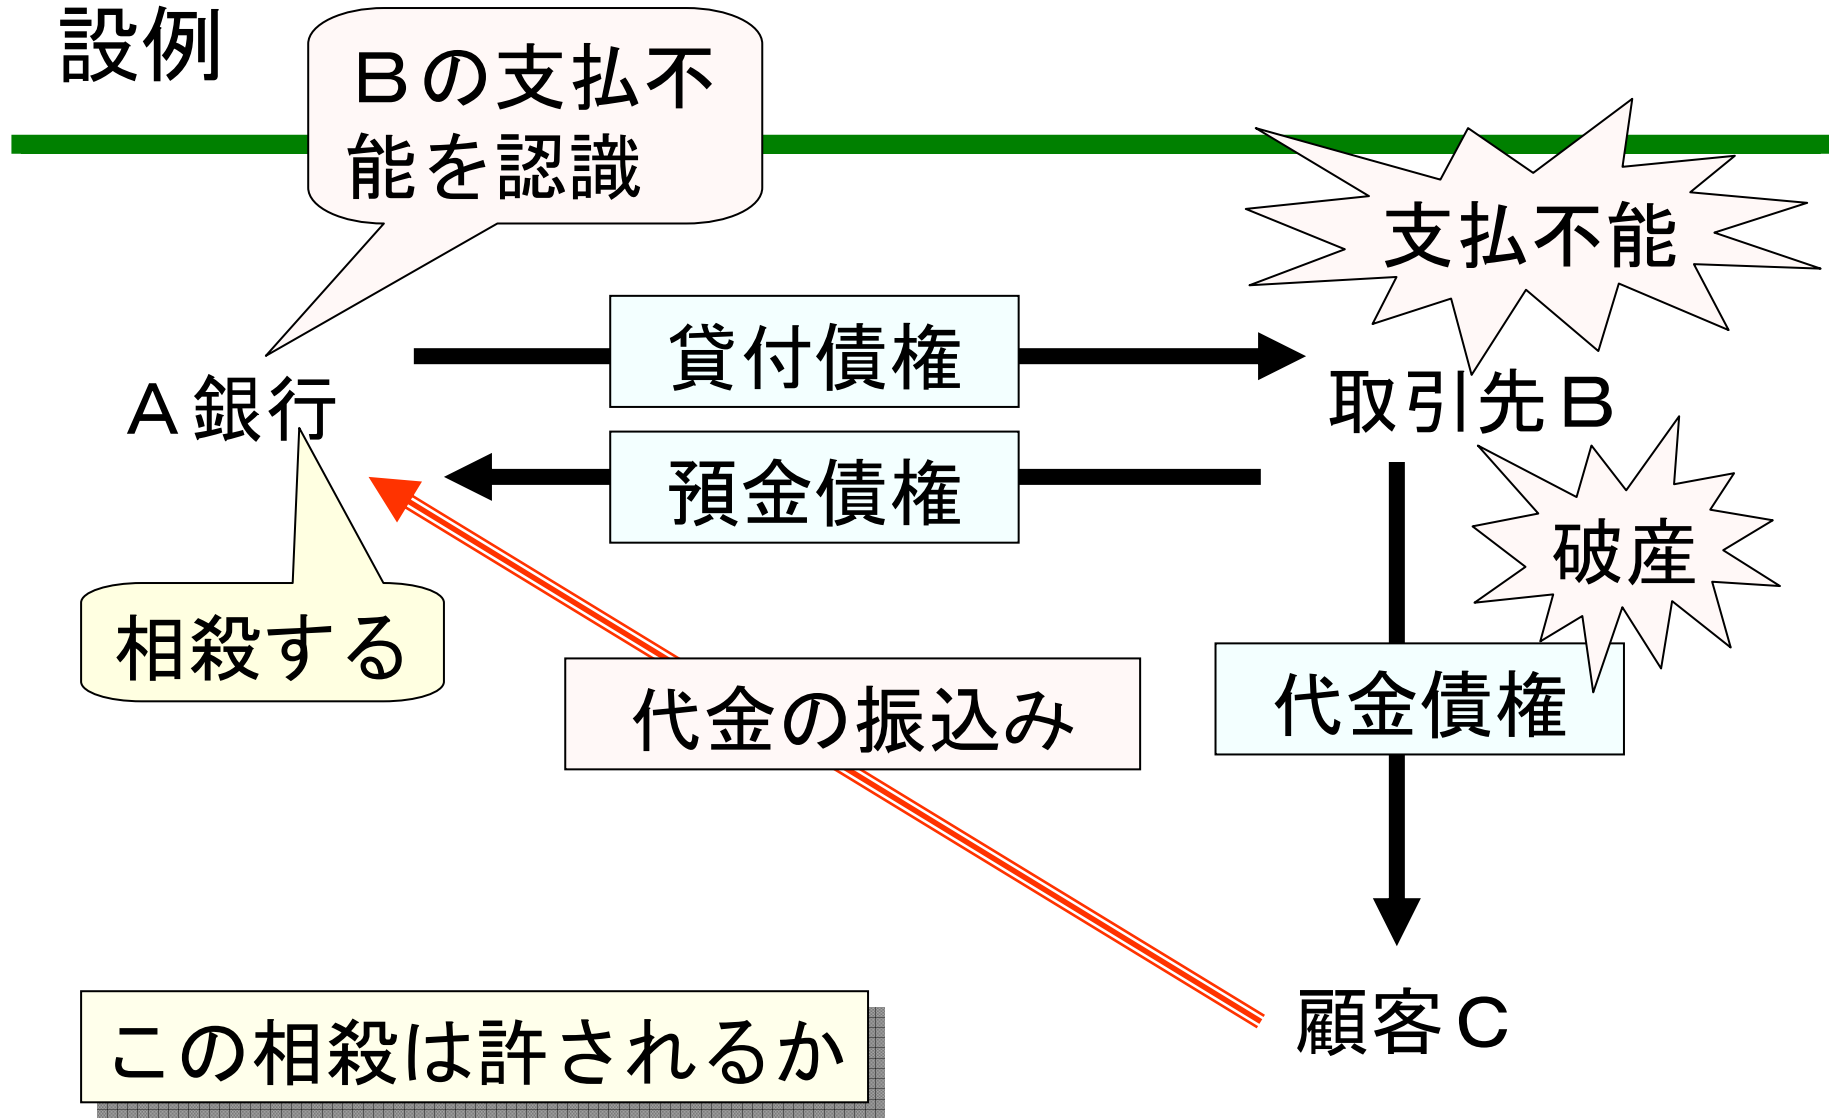 設例
Ｂの支払不
能を認識
支払不能
貸付債権
Ａ銀行
取引先Ｂ
預金債権
破産
相殺する
代金の振込み
代金債権
顧客Ｃ
この相殺は許されるか